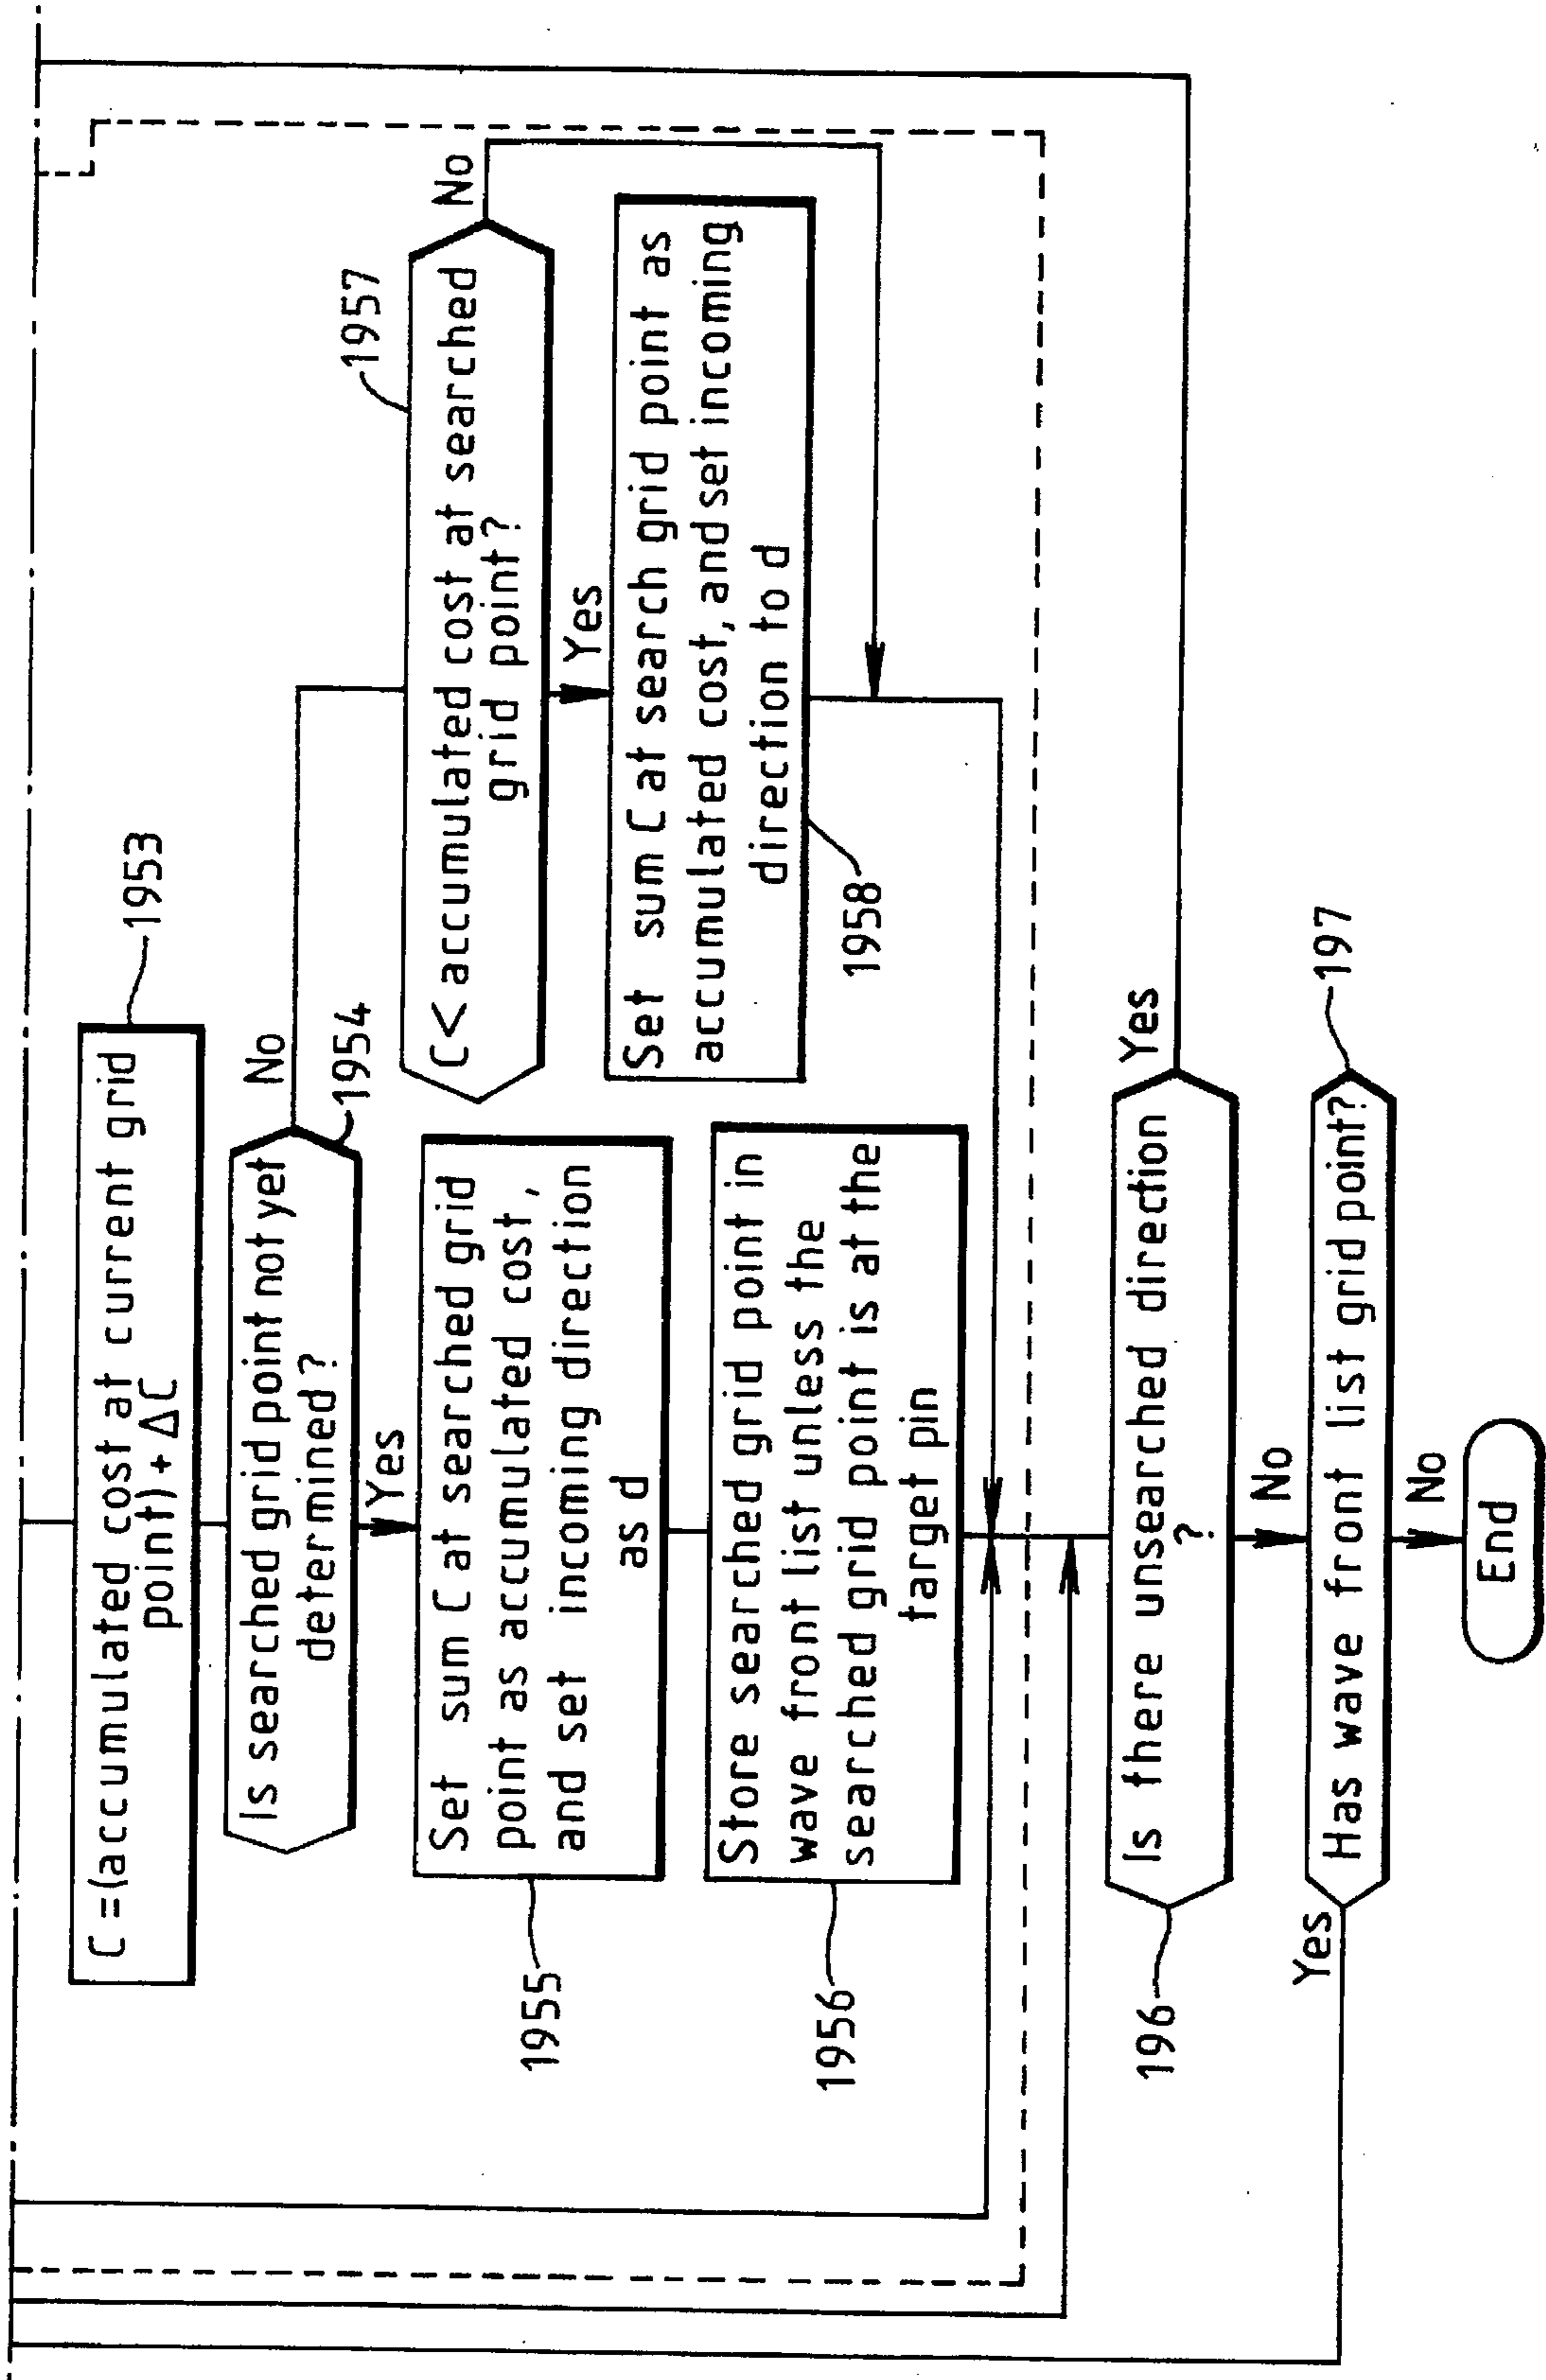 C =(accumulated cost at current grid
point) + ΔC
1953
Is searched grid point not yet
determined?
No
1954
Yes
Set sum C at searched grid
point as accumulated cost,
and set incoming direction
as d
1955
Store searched grid point in
wave front list unless the
searched grid point is at the
target pin
1956
C< accumulated cost at searched
grid point?
1957
No
Yes
Set sum C at search grid point as
accumulated cost, and set incoming
direction to d
1958
Is there unsearched direction
?
196
Yes
No
Has wave front list grid point?
197
Yes
No
End